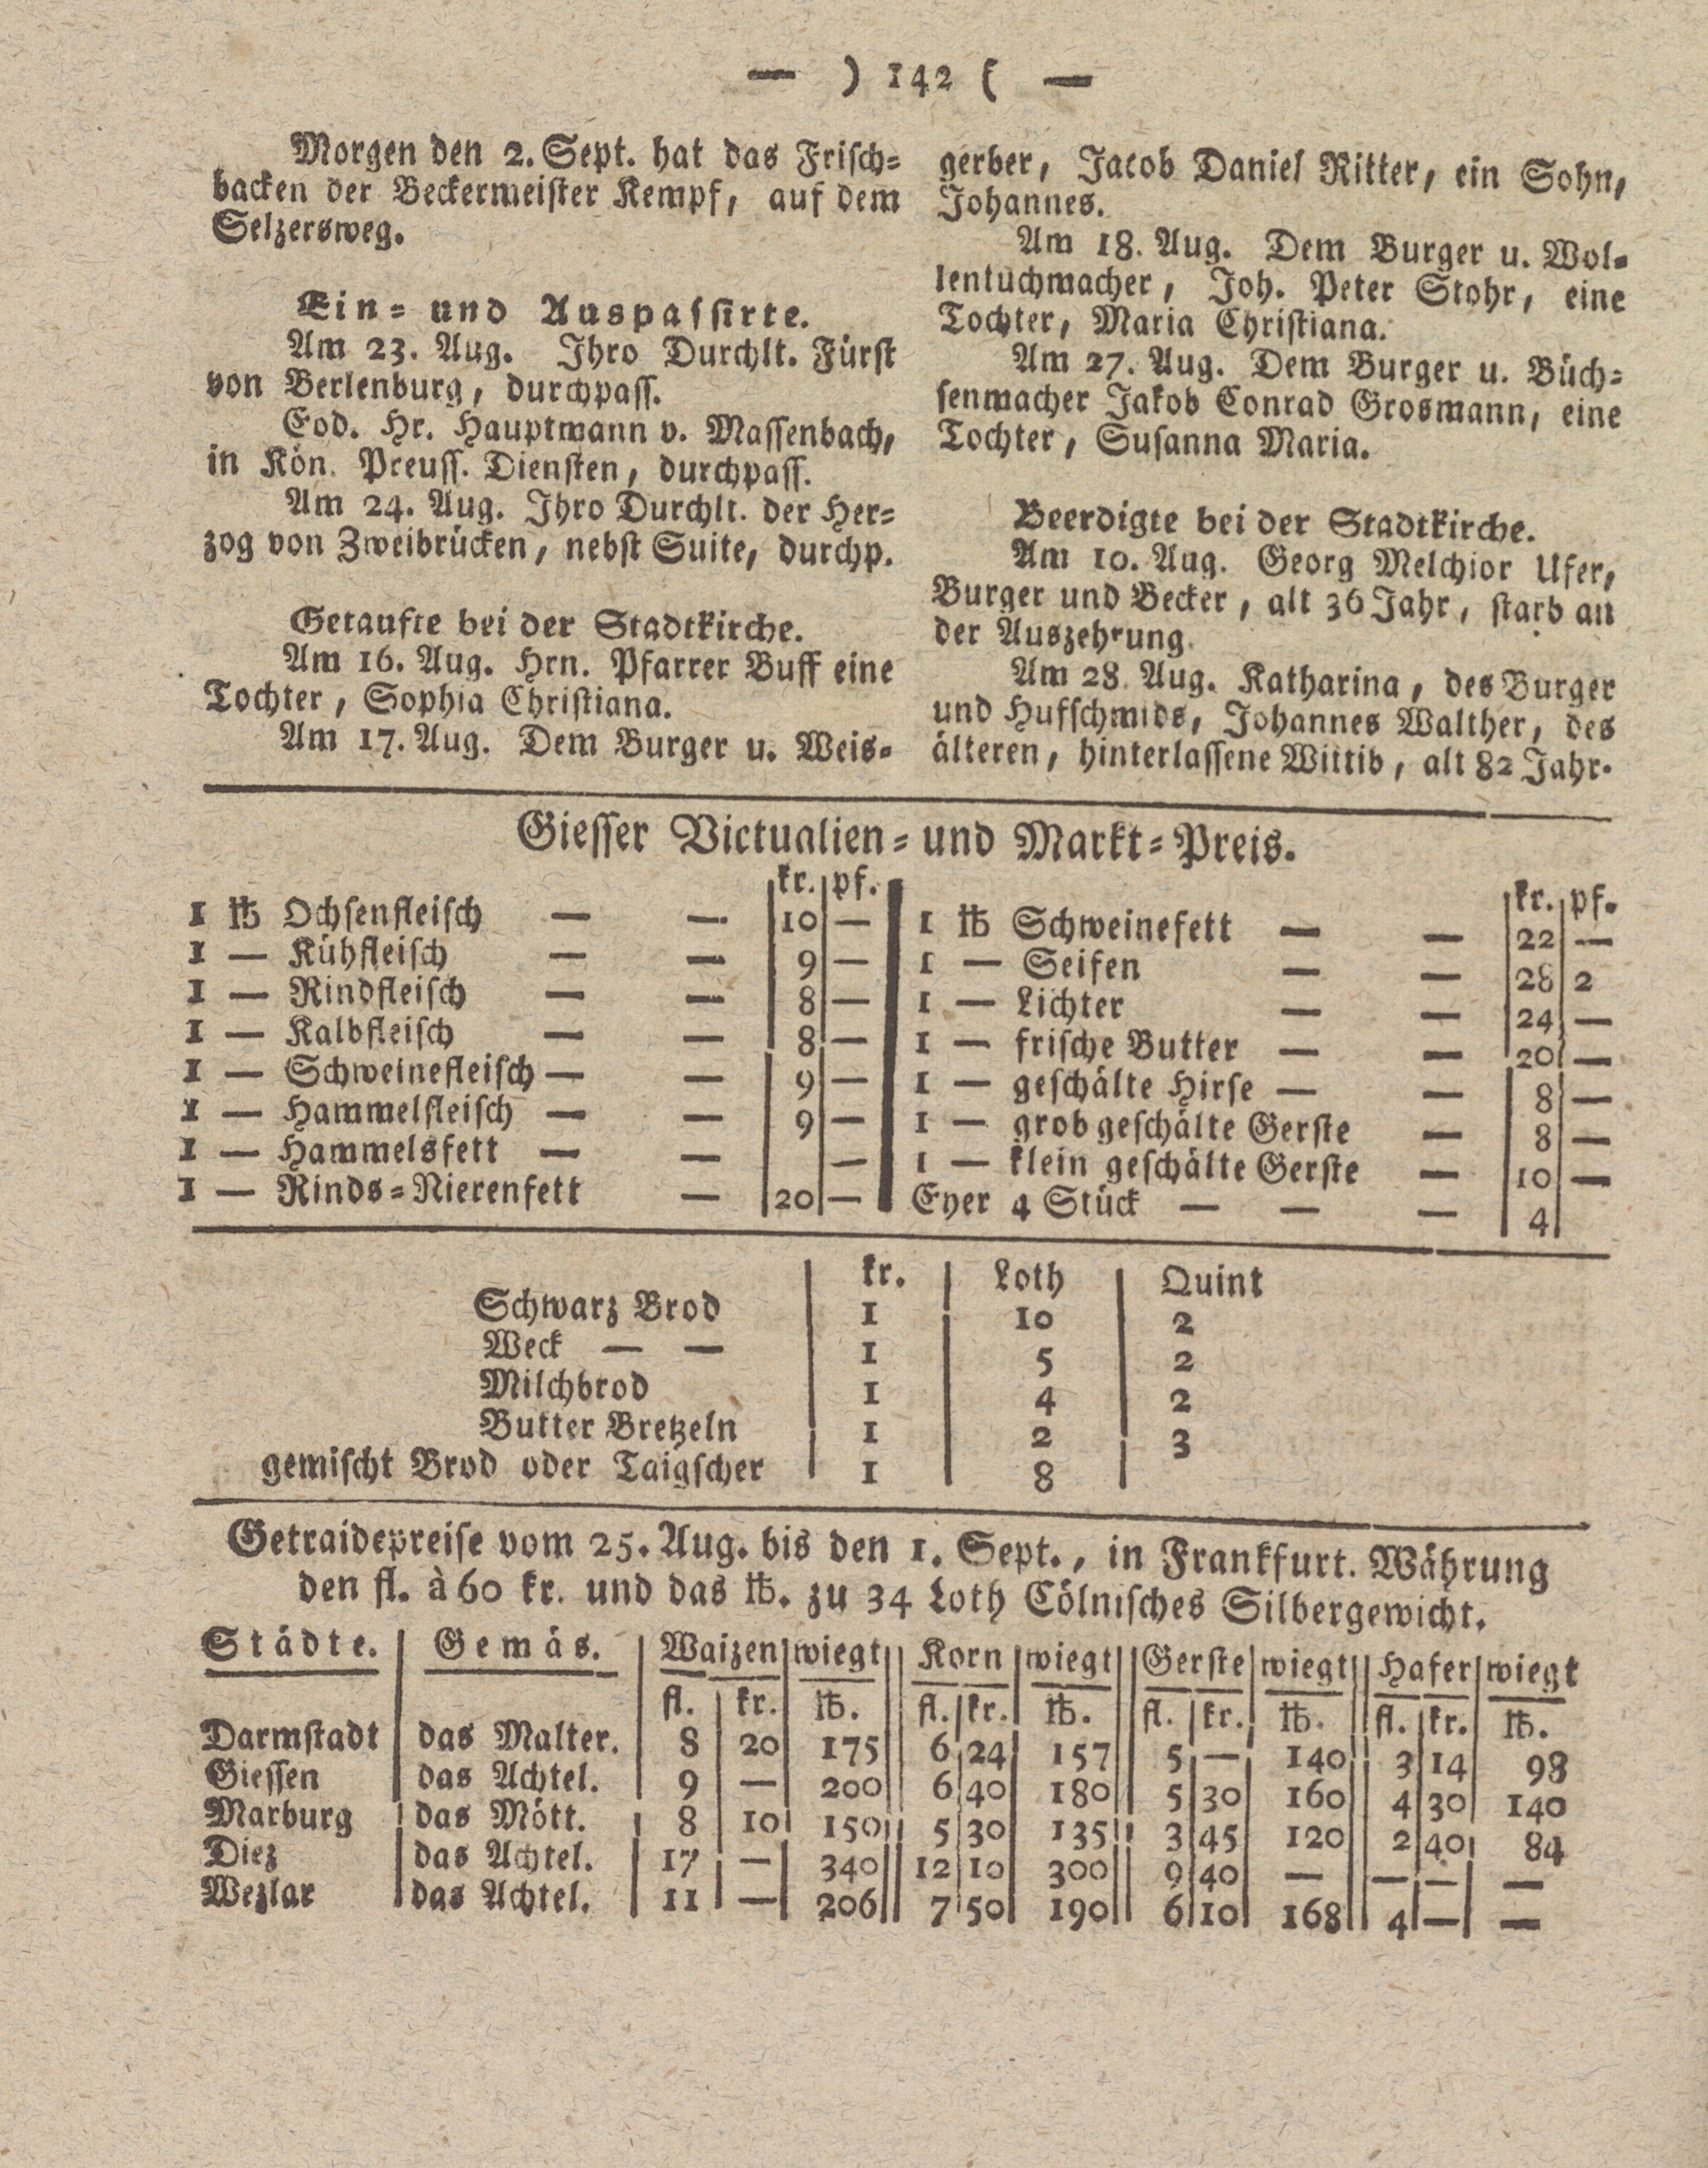 — ) 142 ( —
Morgen den 2. Sept. hat das Frisch-
backen der Beckermeister Kempf, auf dem
Selzersweg.
Ein- und Auspassirte.
Am 23. Aug. Ihro Durchlt. Fürst
von Berlenburg, durchpass.
Eod. Hr. Hauptmann v. Massenbach,
in Kön. Preuss. Diensten, durchpass.
Am 24. Aug. Ihro Durchlt. der Her-
zog von Zweibrücken, nebst Suite, durchp.
Getaufte bei der Stadtkirche.
Am 16. Aug. Hrn. Pfarrer Buff eine
Tochter, Sophia Christiana.
Am 17. Aug. Dem Burger u. Weis-
gerber, Jacob Daniel Ritter, ein Sohn,
Johannes.
Am 18. Aug. Dem Burger u. Wol-
lentuchmacher, Joh. Peter Stohr, eine
Tochter, Maria Christiana.
Am 27. Aug. Dem Burger u. Büch-
senmacher Jakob Conrad Grosmann, eine
Tochter, Susanna Maria.
Beerdigte bei der Stadtkirche.
Am 10. Aug. Georg Melchior Ufer,
Burger und Becker, alt 36 Jahr, starb an
der Auszehrung.
Am 28. Aug. Katharina, des Burger
und Hufschmids, Johannes Walther, des
älteren, hinterlassene Wittib, alt 82 Jahr.
Giesser Victualien- und Markt-Preis.
kr. pf.
1 ℔ Ochsenfleisch — — 10 —
1 — Kühfleisch — — 9 —
1 — Rindfleisch — — 8 —
1 — Kalbfleisch — — 8 —
1 — Schweinefleisch — — 9 —
1 — Hammelfleisch — — 9 —
1 — Hammelsfett — — —
1 — Rinds-Nierenfett — 20 —
kr. pf.
1 ℔ Schweinefett — — 22 —
1 — Seifen — — 28 2
1 — Lichter — — 24 —
1 — frische Butter — — 20 —
1 — geschälte Hirse — — 8 —
1 — grob geschälte Gerste — 8 —
1 — klein geschälte Gerste — 10 —
Eyer 4 Stück — — — 4
kr. Loth Quint
Schwarz Brod 1 10 2
Weck — — 1 5 2
Milchbrod 1 4 2
Butter Bretzeln 1 2 3
gemischt Brod oder Taigscher 1 8
Getraidepreise vom 25. Aug. bis den 1. Sept., in Frankfurt. Währung
den fl. à 60 kr. und das ℔. zu 34 Loth Cölnisches Silbergewicht.
Städte. Gemäs. Waizen wiegt Korn wiegt Gerste wiegt Hafer wiegt
fl. kr. ℔. fl. kr. ℔. fl. kr. ℔. fl. kr. ℔.
Darmstadt das Malter. 8 20 175 6 24 157 5 — 140 3 14 98
Giessen das Achtel. 9 — 200 6 40 180 5 30 160 4 30 140
Marburg das Mött. 8 10 150 5 30 135 3 45 120 2 40 84
Diez das Achtel. 17 — 340 12 10 300 9 40 — — — —
Wezlar das Achtel. 11 — 206 7 50 190 6 10 168 4 — —